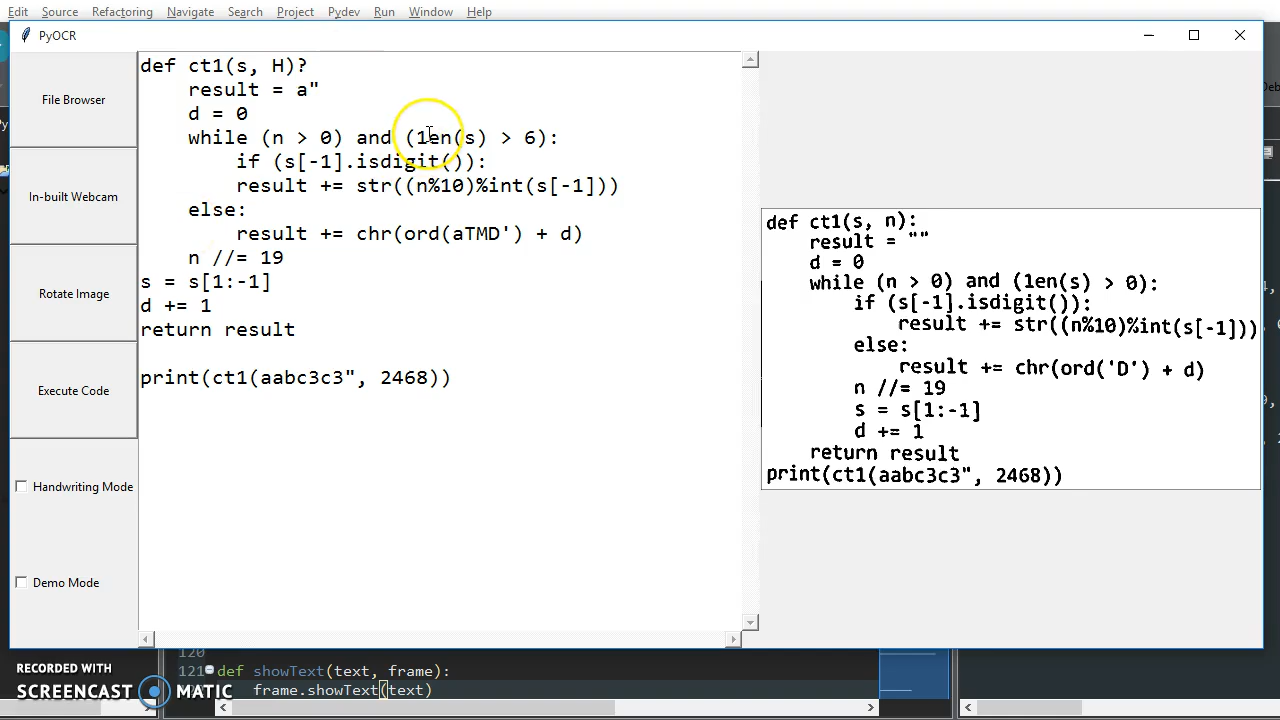 Edit Source Refactoring Navigate Search Project Pydev Run Window Help
PyOCR
File Browser
In-built Webcam
Rotate Image
Execute Code
Handwriting Mode
Demo Mode
def ct1(s, H)?
result = a"
d = 0
while (n > 0) and (1en(s) > 6):
if (s[-1].isdigit()):
result += str((n%10)%int(s[-1]))
else:
result += chr(ord(aTMD') + d)
n //= 19
s = s[1:-1]
d += 1
return result
print(ct1(aabc3c3", 2468))
def ct1(s, n):
result = ""
d = 0
while (n > 0) and (1en(s) > 0):
if (s[-1].isdigit()):
result += str((n%10)%int(s[-1]))
else:
result += chr(ord('D') + d)
n //= 19
s = s[1:-1]
d += 1
return result
print(ct1(aabc3c3", 2468))
120
121 def showText(text, frame):
frame.showText(text)
RECORDED WITH
SCREENCAST MATIC